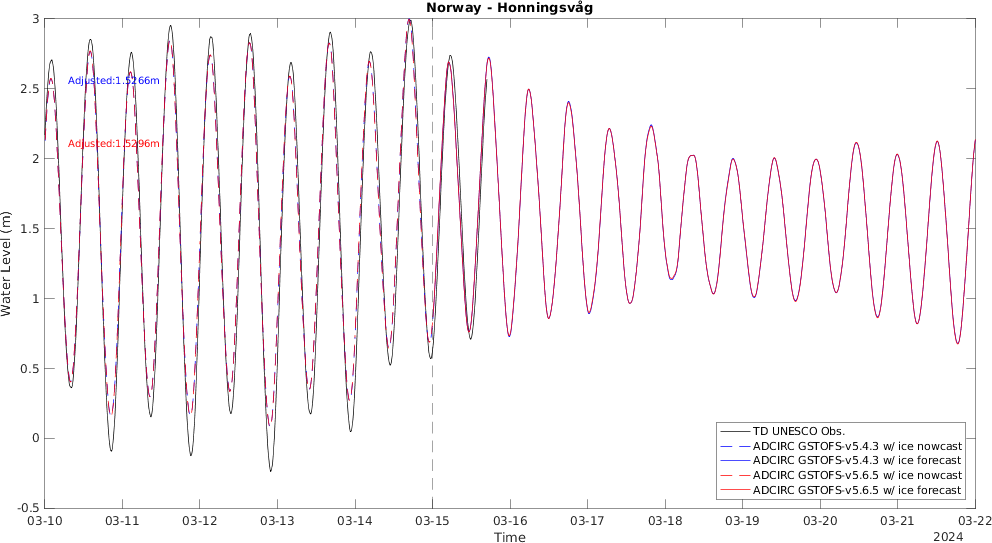 Norway - Honningsvåg
3
2.5
2
1.5
1
0.5
0
-0.5
Water Level (m)
Adjusted:1.5266m
Adjusted:1.5296m
TD UNESCO Obs.
ADCIRC GSTOFS-v5.4.3 w/ ice nowcast
ADCIRC GSTOFS-v5.4.3 w/ ice forecast
ADCIRC GSTOFS-v5.6.5 w/ ice nowcast
ADCIRC GSTOFS-v5.6.5 w/ ice forecast
03-10 03-11 03-12 03-13 03-14 03-15 03-16 03-17 03-18 03-19 03-20 03-21 03-22
Time
2024